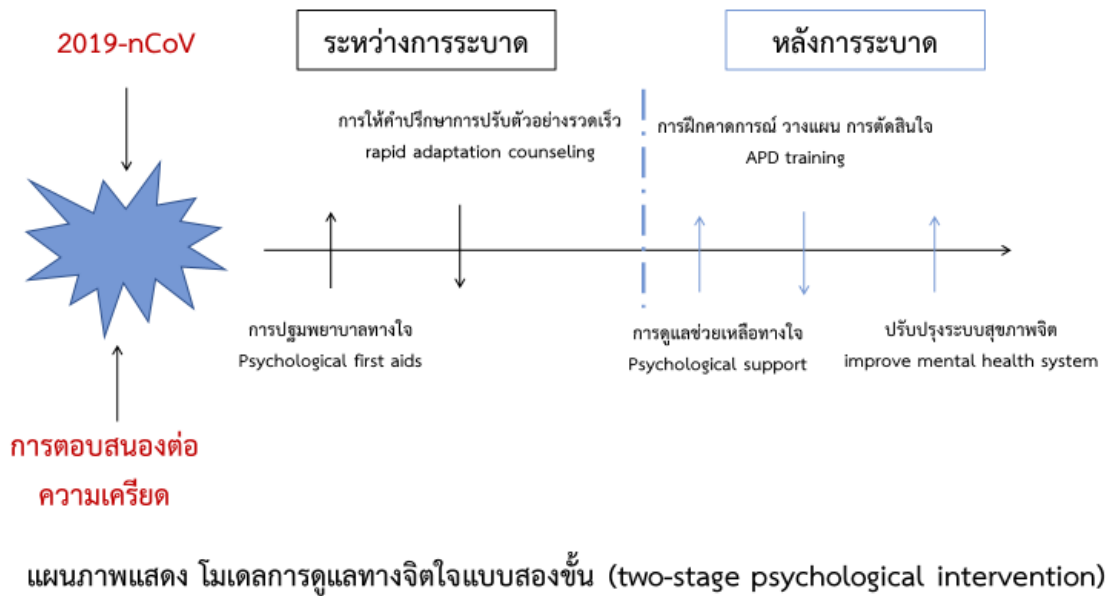 2019-nCoV
ระหว่างการระบาด
หลังการระบาด
การให้คำปรึกษาการปรับตัวอย่างรวดเร็ว
rapid adaptation counseling
การฝึกคาดการณ์ วางแผน การตัดสินใจ
APD training
การปฐมพยาบาลทางใจ
Psychological first aids
การดูแลช่วยเหลือทางใจ
Psychological support
ปรับปรุงระบบสุขภาพจิต
improve mental health system
การตอบสนองต่อ
ความเครียด
แผนภาพแสดง โมเดลการดูแลทางจิตใจแบบสองขั้น (two-stage psychological intervention)